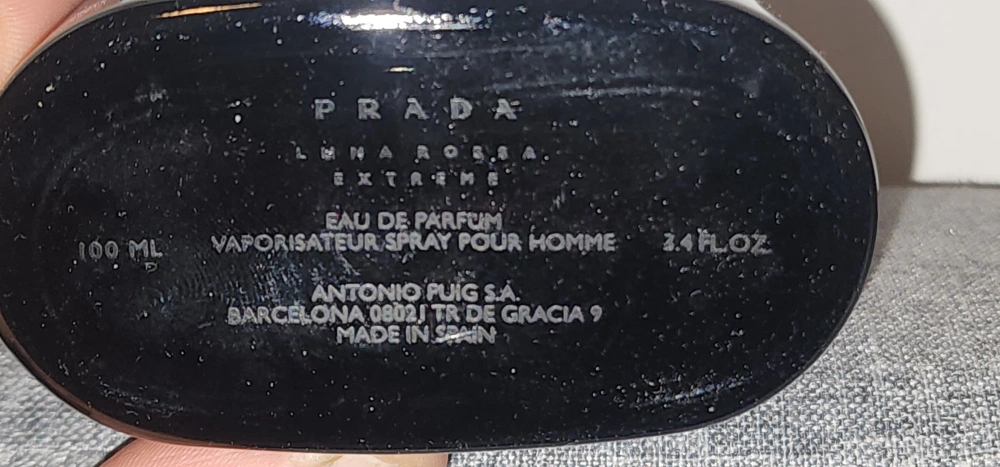 PRADA
LUNA ROSSA
EXTREME
EAU DE PARFUM
100 ML VAPORISATEUR SPRAY POUR HOMME 3.4 FL.OZ.
ANTONIO PUIG S.A.
BARCELONA 08021 TR DE GRACIA 9
MADE IN SPAIN